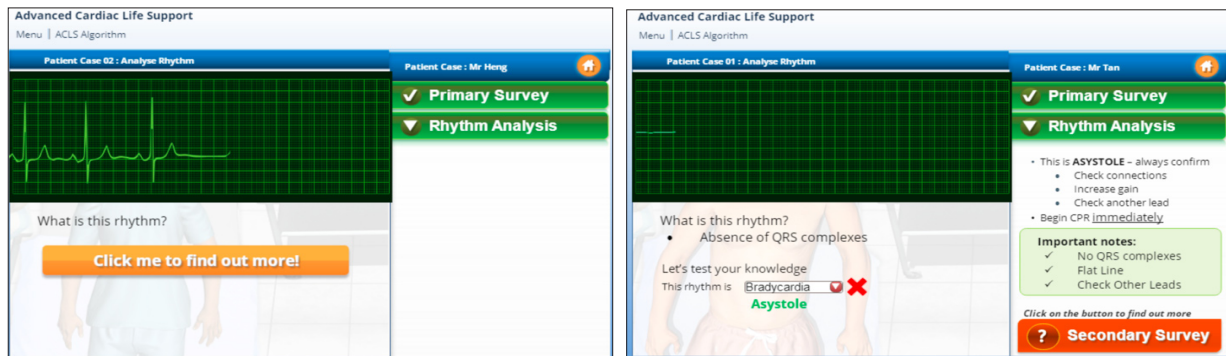 Advanced Cardiac Life Support
Menu | ACLS Algorithm
Patient Case 02 : Analyse Rhythm
Patient Case : Mr Heng
Primary Survey
Rhythm Analysis
What is this rhythm?
Click me to find out more!
Advanced Cardiac Life Support
Menu | ACLS Algorithm
Patient Case 01 : Analyse Rhythm
Patient Case : Mr Tan
Primary Survey
Rhythm Analysis
• This is ASYSTOLE – always confirm
• Check connections
• Increase gain
• Check another lead
• Begin CPR immediately
Important notes:
✓ No QRS complexes
✓ Flat Line
✓ Check Other Leads
Click on the button to find out more
? Secondary Survey
What is this rhythm?
• Absence of QRS complexes
Let's test your knowledge
This rhythm is Bradycardia
Asystole